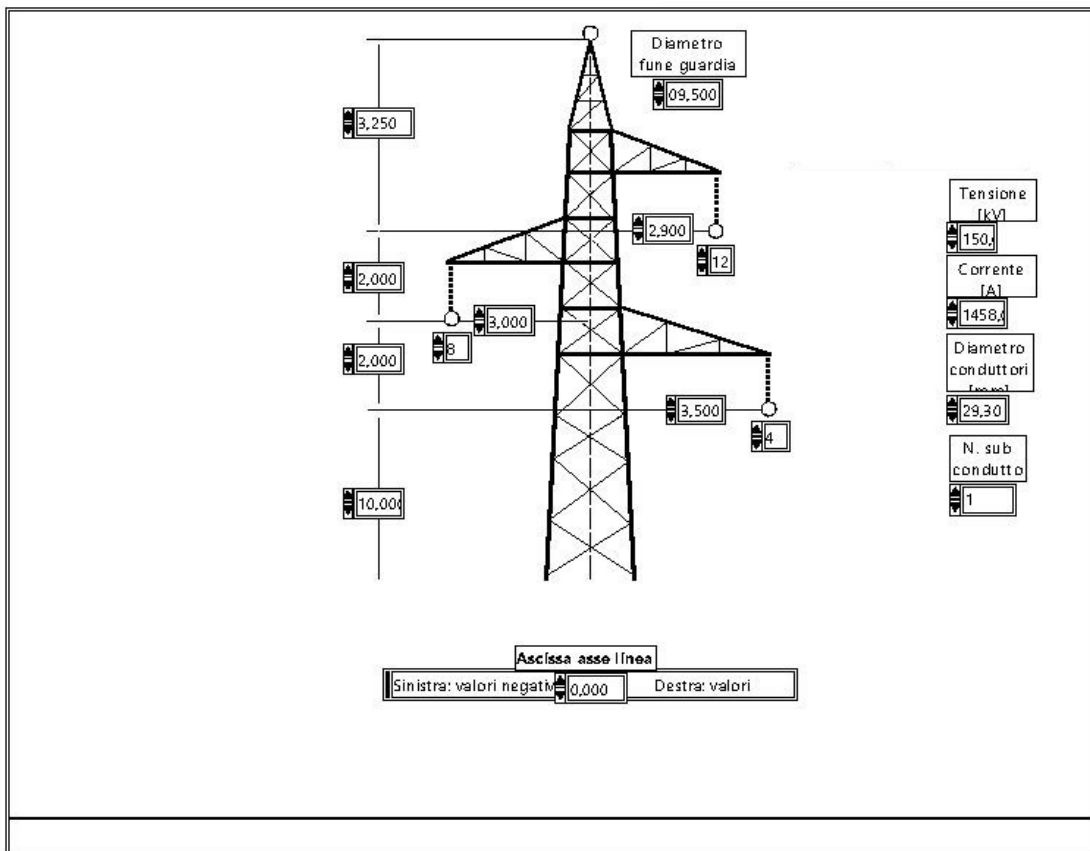 Diametro
fune guardia
09,500
3,250
2,900
12
2,000
3,000
8
2,000
3,500
4
10,00
Tensione
[kV]
150,
Corrente
[A]
1458,
Diametro
conduttori
[mm]
29,30
N. sub
condutto
1
Ascissa asse linea
Sinistra: valori negativ
0,000
Destra: valori